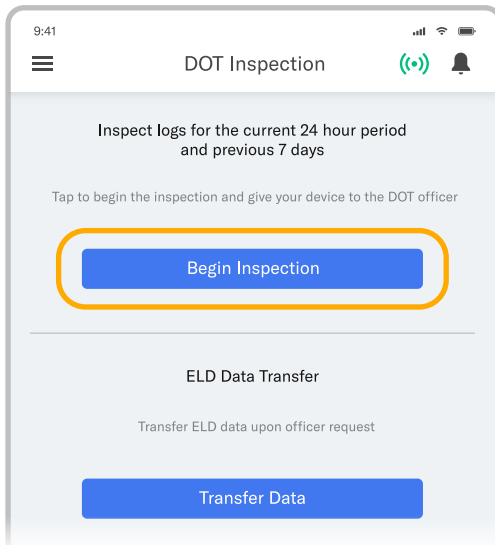 9:41
DOT Inspection
Inspect logs for the current 24 hour period
and previous 7 days
Tap to begin the inspection and give your device to the DOT officer
Begin Inspection
ELD Data Transfer
Transfer ELD data upon officer request
Transfer Data